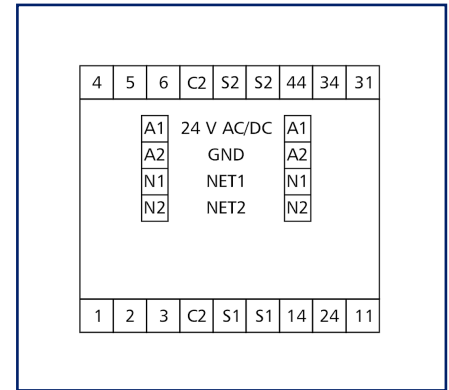 4 5 6 C2 S2 S2 44 34 31
A1 24 V AC/DC A1
A2 GND A2
N1 NET1 N1
N2 NET2 N2
1 2 3 C2 S1 S1 14 24 11